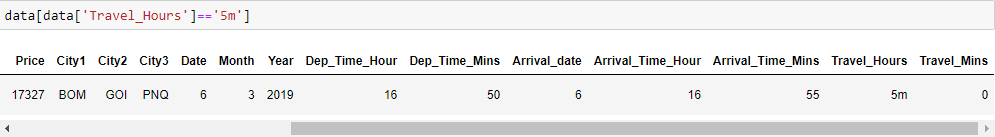 data[data['Travel_Hours']=='5m']
Price City1 City2 City3 Date Month Year Dep_Time_Hour Dep_Time_Mins Arrival_date Arrival_Time_Hour Arrival_Time_Mins Travel_Hours Travel_Mins
17327 BOM GOI PNQ 6 3 2019 16 50 6 16 55 5m 0